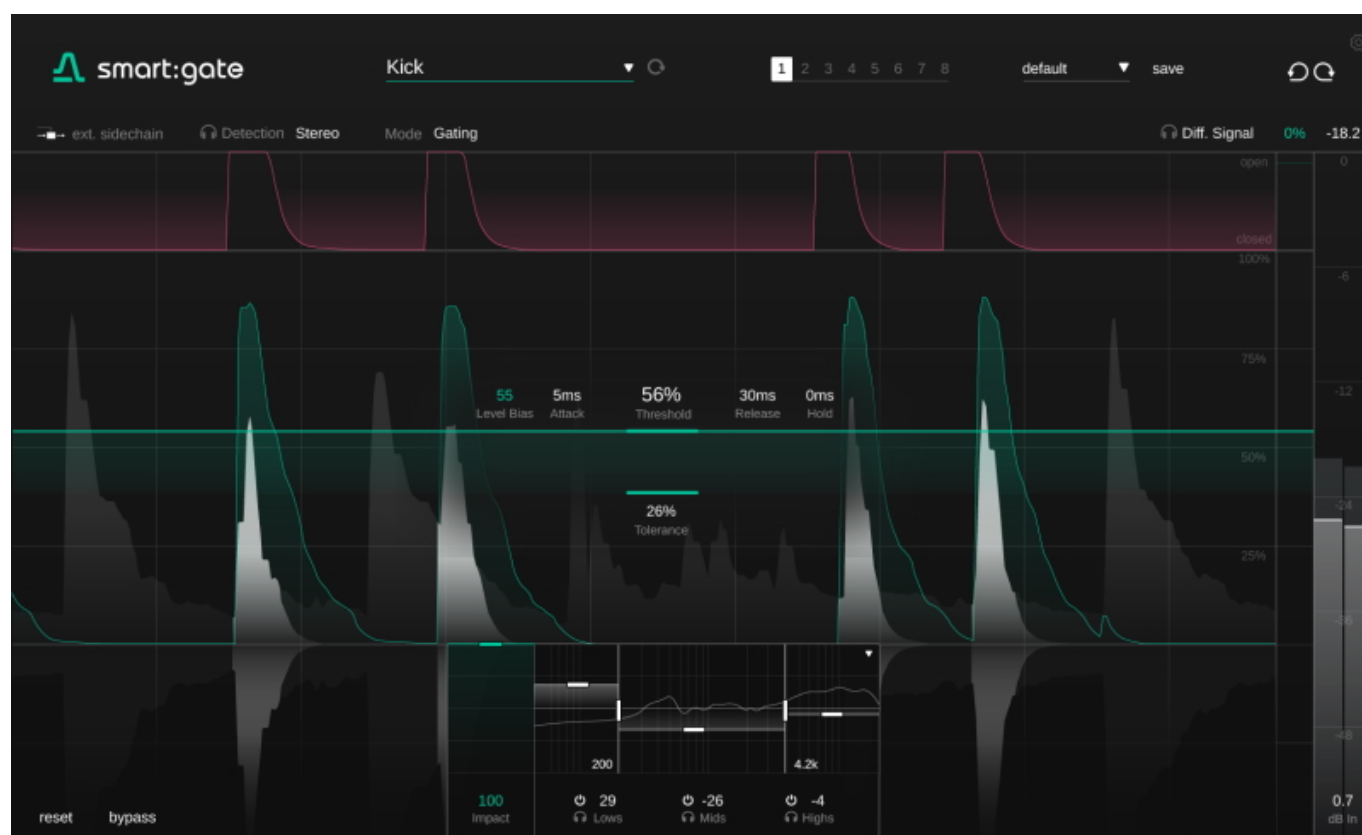 smart:gate
Kick
1 2 3 4 5 6 7 8
default
save
ext. sidechain
Detection Stereo
Mode Gating
Diff. Signal
0%
-18.2
open
0
closed
100%
-6
75%
55
5ms
56%
30ms
0ms
-12
Level Bias
Attack
Threshold
Release
Hold
50%
-24
26%
Tolerance
25%
-36
-48
200
4.2k
100
29
-26
-4
0.7
Impact
Lows
Mids
Highs
dB In
reset
bypass